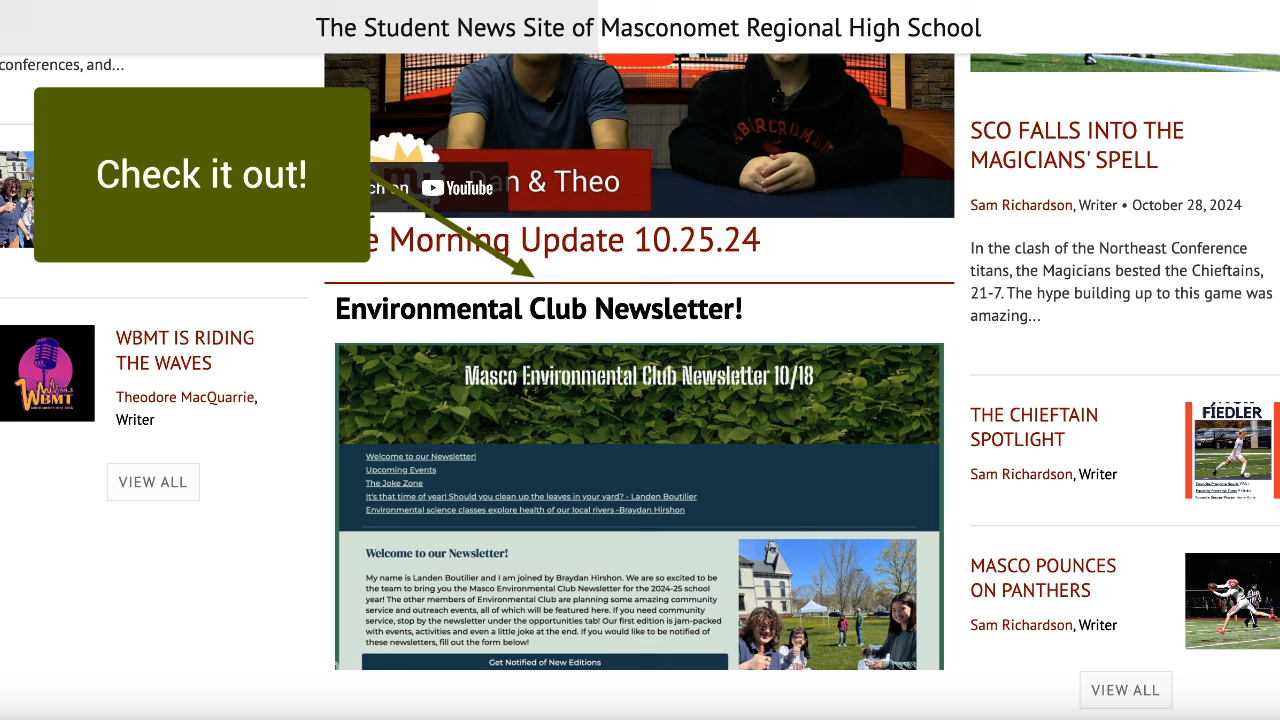 The Student News Site of Masconomet Regional High School
conferences, and...
Check it out!
WBMT IS RIDING
THE WAVES
Theodore MacQuarrie,
Writer
VIEW ALL
ABERCROMBIE
YouTube
Dan & Theo
Morning Update 10.25.24
Environmental Club Newsletter!
Masco Environmental Club Newsletter 10/18
Welcome to our Newsletter!
Upcoming Events
The Joke Zone
It's that time of year! Should you clean up the leaves in your yard? - Landen Boutilier
Environmental science classes explore health of our local rivers -Braydan Hirshon
Welcome to our Newsletter!
My name is Landen Boutilier and I am joined by Braydan Hirshon. We are so excited to be
the team to bring you the Masco Environmental Club Newsletter for the 2024-25 school
year! The other members of Environmental Club are planning some amazing community
service and outreach events, all of which will be featured here. If you need community
service, stop by the newsletter under the opportunities tab! Our first edition is jam-packed
with events, activities and even a little joke at the end. If you would like to be notified of
these newsletters, fill out the form below!
Get Notified of New Editions
SCO FALLS INTO THE
MAGICIANS' SPELL
Sam Richardson, Writer • October 28, 2024
In the clash of the Northeast Conference
titans, the Magicians bested the Chieftains,
21-7. The hype building up to this game was
amazing...
THE CHIEFTAIN
SPOTLIGHT
Sam Richardson, Writer
FIEDLER
MASCO POUNCES
ON PANTHERS
Sam Richardson, Writer
VIEW ALL